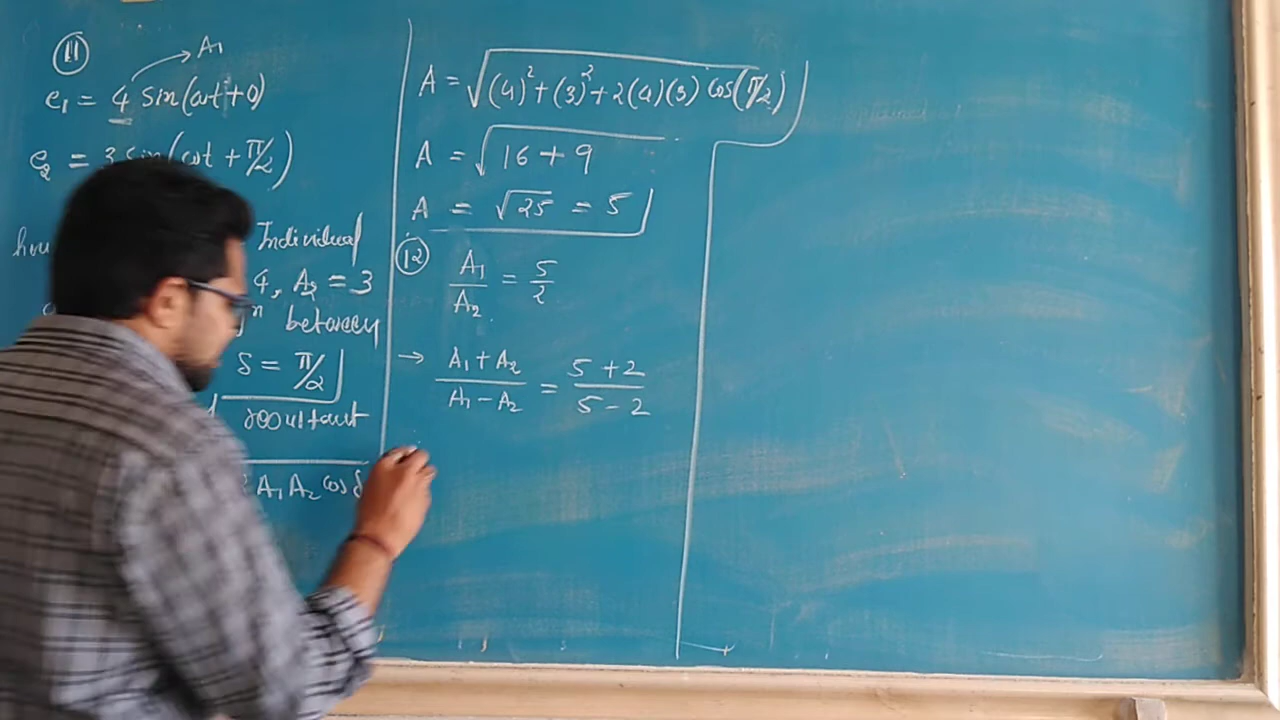 11
A₁
e₁ = 4 sin(ωt+0)
e₂ = 3 sin(ωt + π/2)
Individual
4, A₂ = 3
between
δ = π/2
resultant
2 A₁A₂ cos δ
A = √(4)² + (3)² + 2(4)(3) cos(π/2)
A = √16 + 9
A = √25 = 5
12
A₁/A₂ = 5/2
→ A₁ + A₂/A₁ − A₂ = 5 + 2/5 − 2